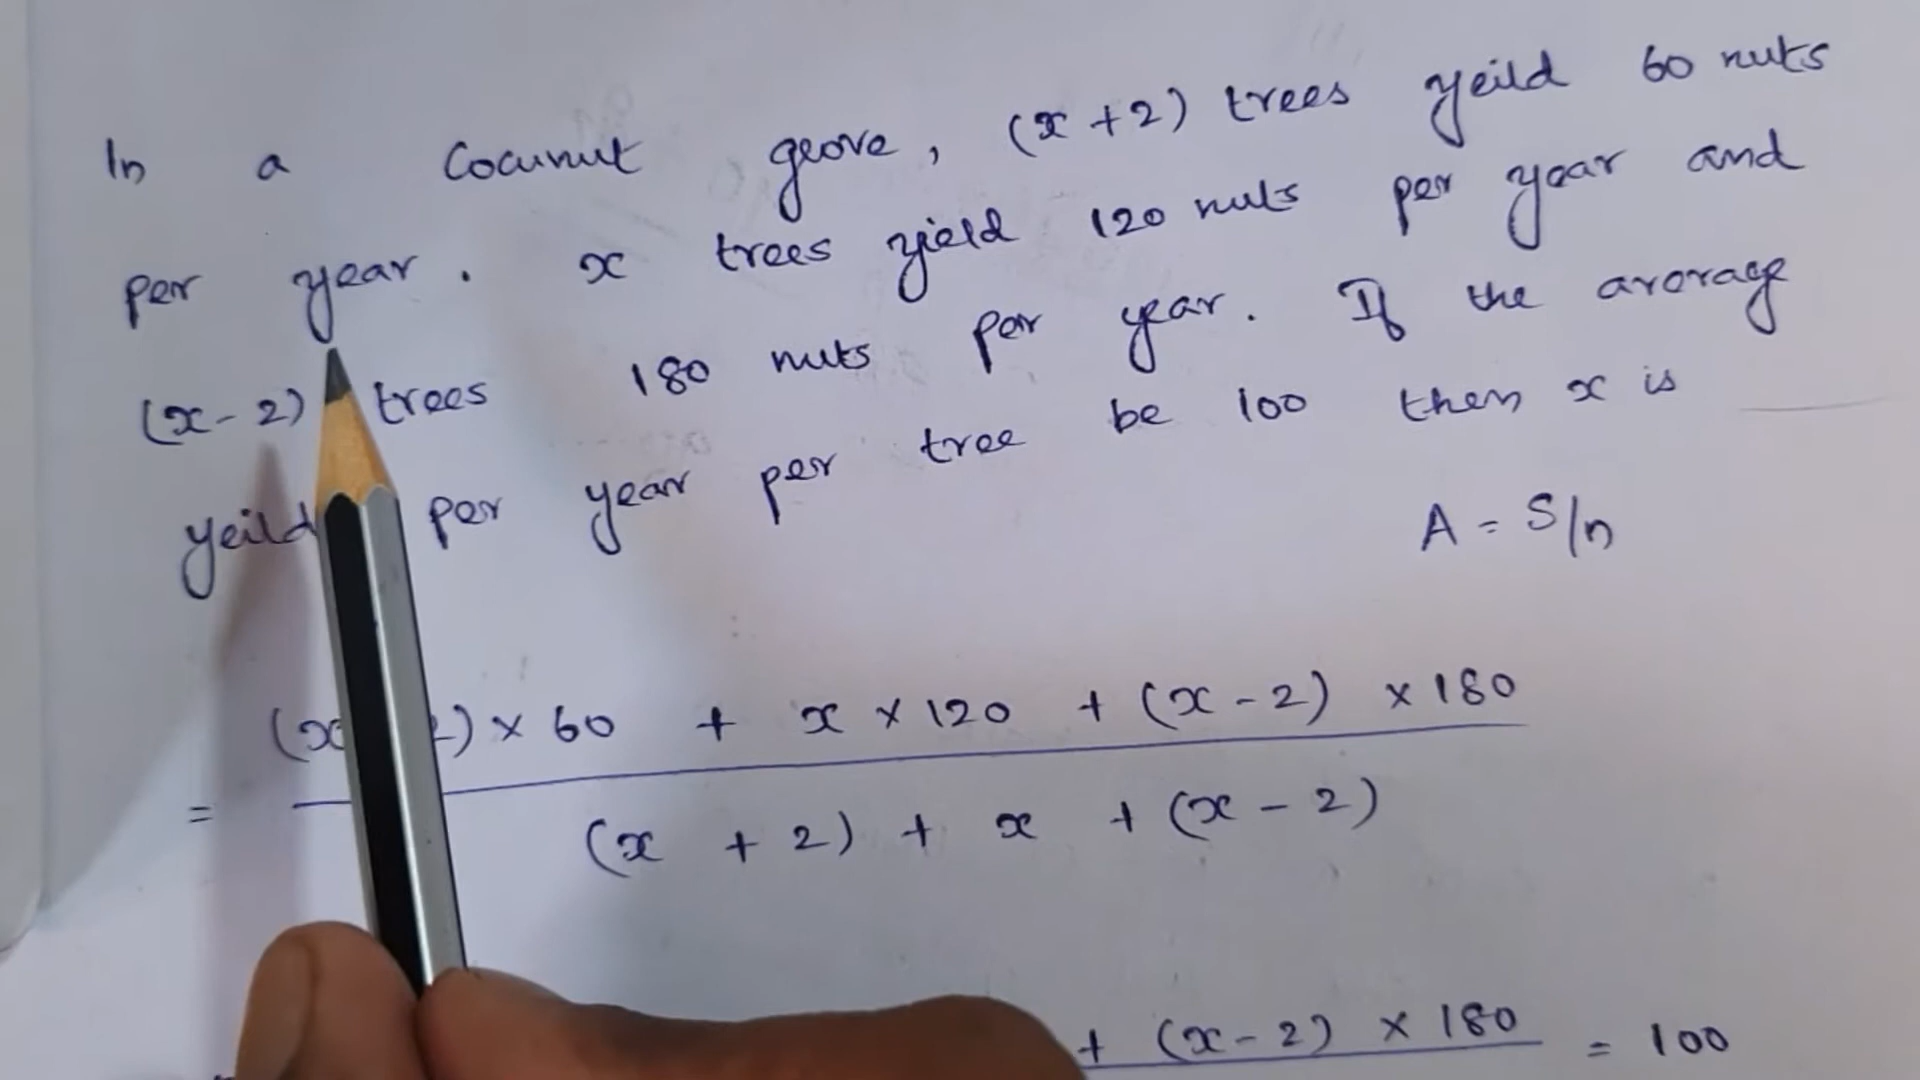 In a Cocunut grove, (x + 2) trees yeild 60 nuts
per year. x trees yield 120 nuts per year and
(x - 2) trees 180 nuts per year. If the average
yeild per year per tree be 100 then x is
A = S/n
(x 2) × 60 + x × 120 + (x - 2) × 180
=
(x + 2) + x + (x - 2)
+ (x - 2) × 180 = 100